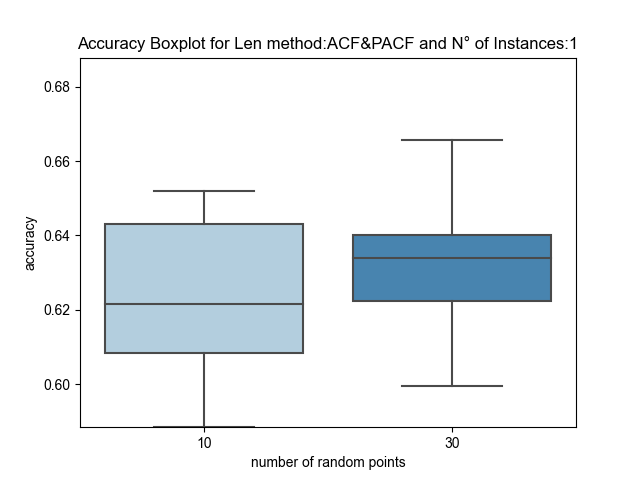 Accuracy Boxplot for Len method:ACF&PACF and N° of Instances:1
0.68
0.66
0.64
0.62
0.60
accuracy
10 30
number of random points